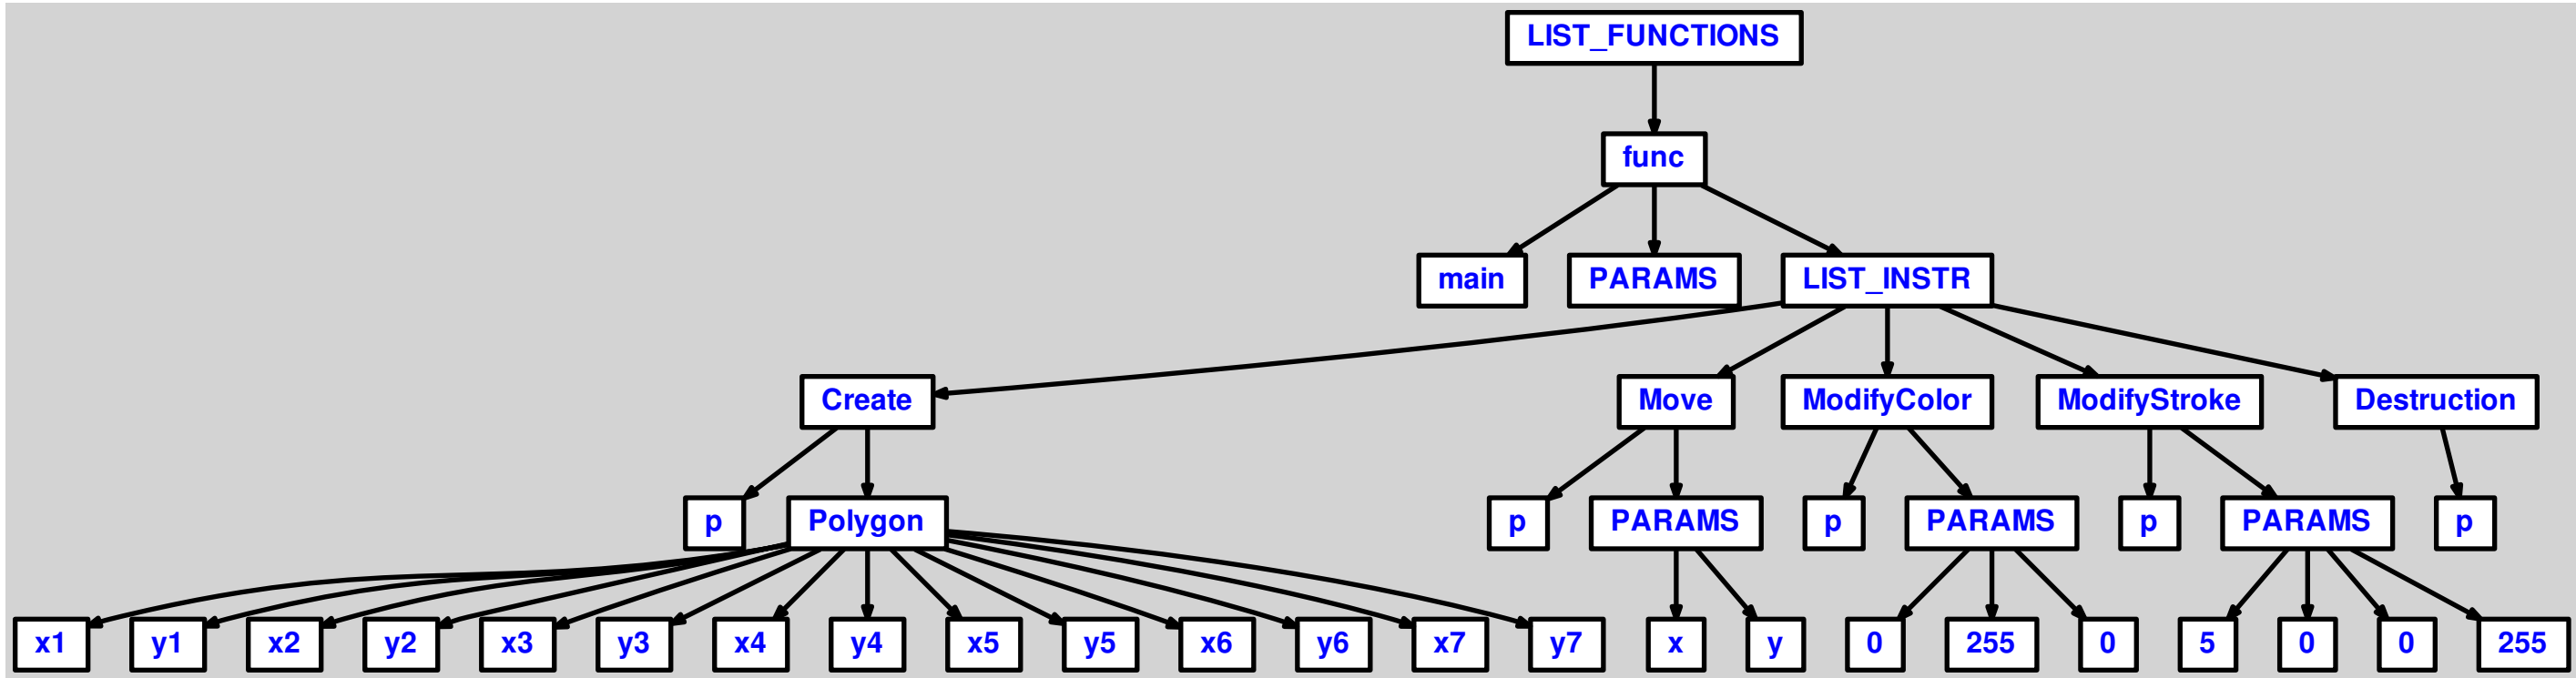 LIST_FUNCTIONS
func
main PARAMS LIST_INSTR
Create Move ModifyColor ModifyStroke Destruction
p Polygon p PARAMS p PARAMS p PARAMS p
x1 y1 x2 y2 x3 y3 x4 y4 x5 y5 x6 y6 x7 y7 x y 0 255 0 5 0 0 255